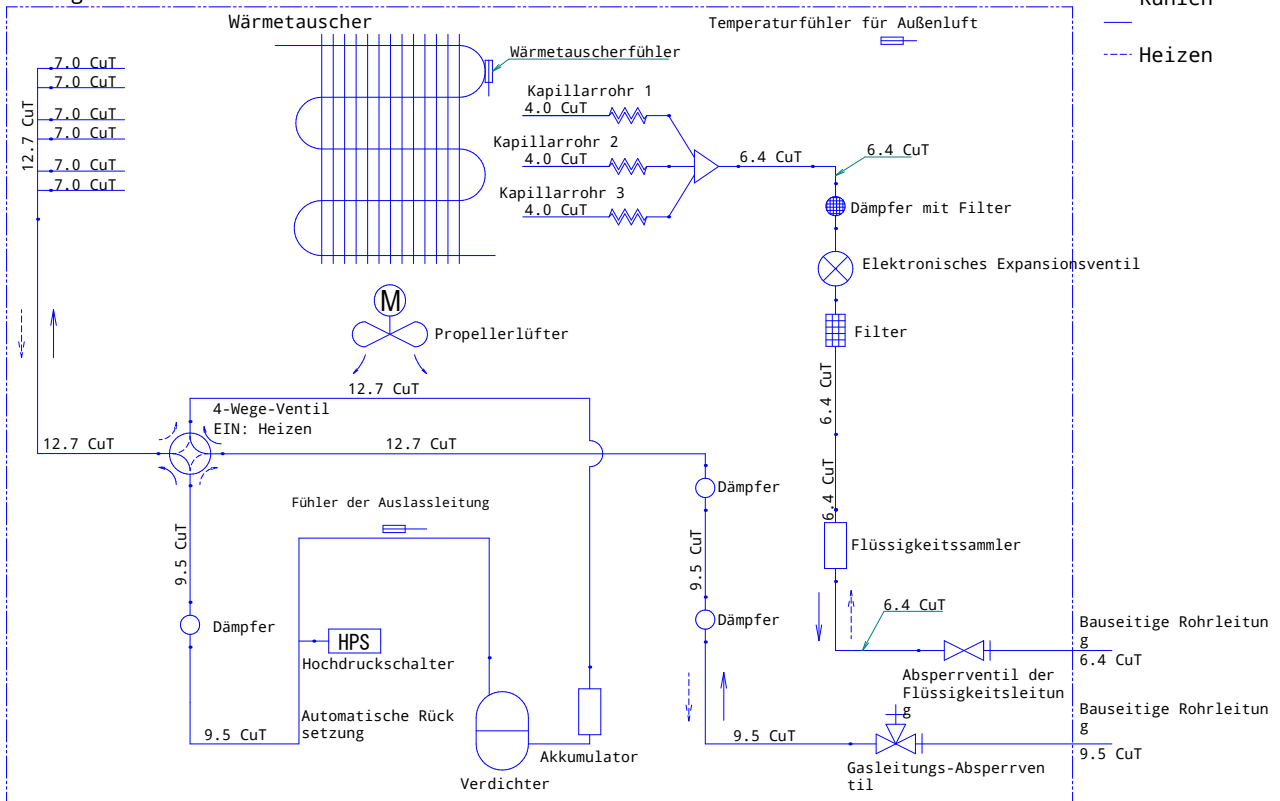 Wärmetauscher
Temperaturfühler für Außenluft
Heizen
Wärmetauscherfühler
7.0 CuT
7.0 CuT
7.0 CuT
7.0 CuT
7.0 CuT
7.0 CuT
12.7 CuT
Kapillarrohr 1
4.0 CuT
Kapillarrohr 2
4.0 CuT
Kapillarrohr 3
4.0 CuT
6.4 CuT
6.4 CuT
Dämpfer mit Filter
Elektronisches Expansionsventil
Filter
M
Propellerlüfter
6.4 CuT
12.7 CuT
4-Wege-Ventil
EIN: Heizen
12.7 CuT
12.7 CuT
6.4 CuT
Dämpfer
Fühler der Auslassleitung
Flüssigkeitssammler
9.5 CuT
9.5 CuT
6.4 CuT
Dämpfer
Dämpfer
HPS
Hochdruckschalter
Bauseitige Rohrleitun
g
6.4 CuT
Absperrventil der
Flüssigkeitsleitun
g
Automatische Rück
setzung
9.5 CuT
Akkumulator
Verdichter
9.5 CuT
Bauseitige Rohrleitun
g
9.5 CuT
Gasleitungs-Absperrven
til